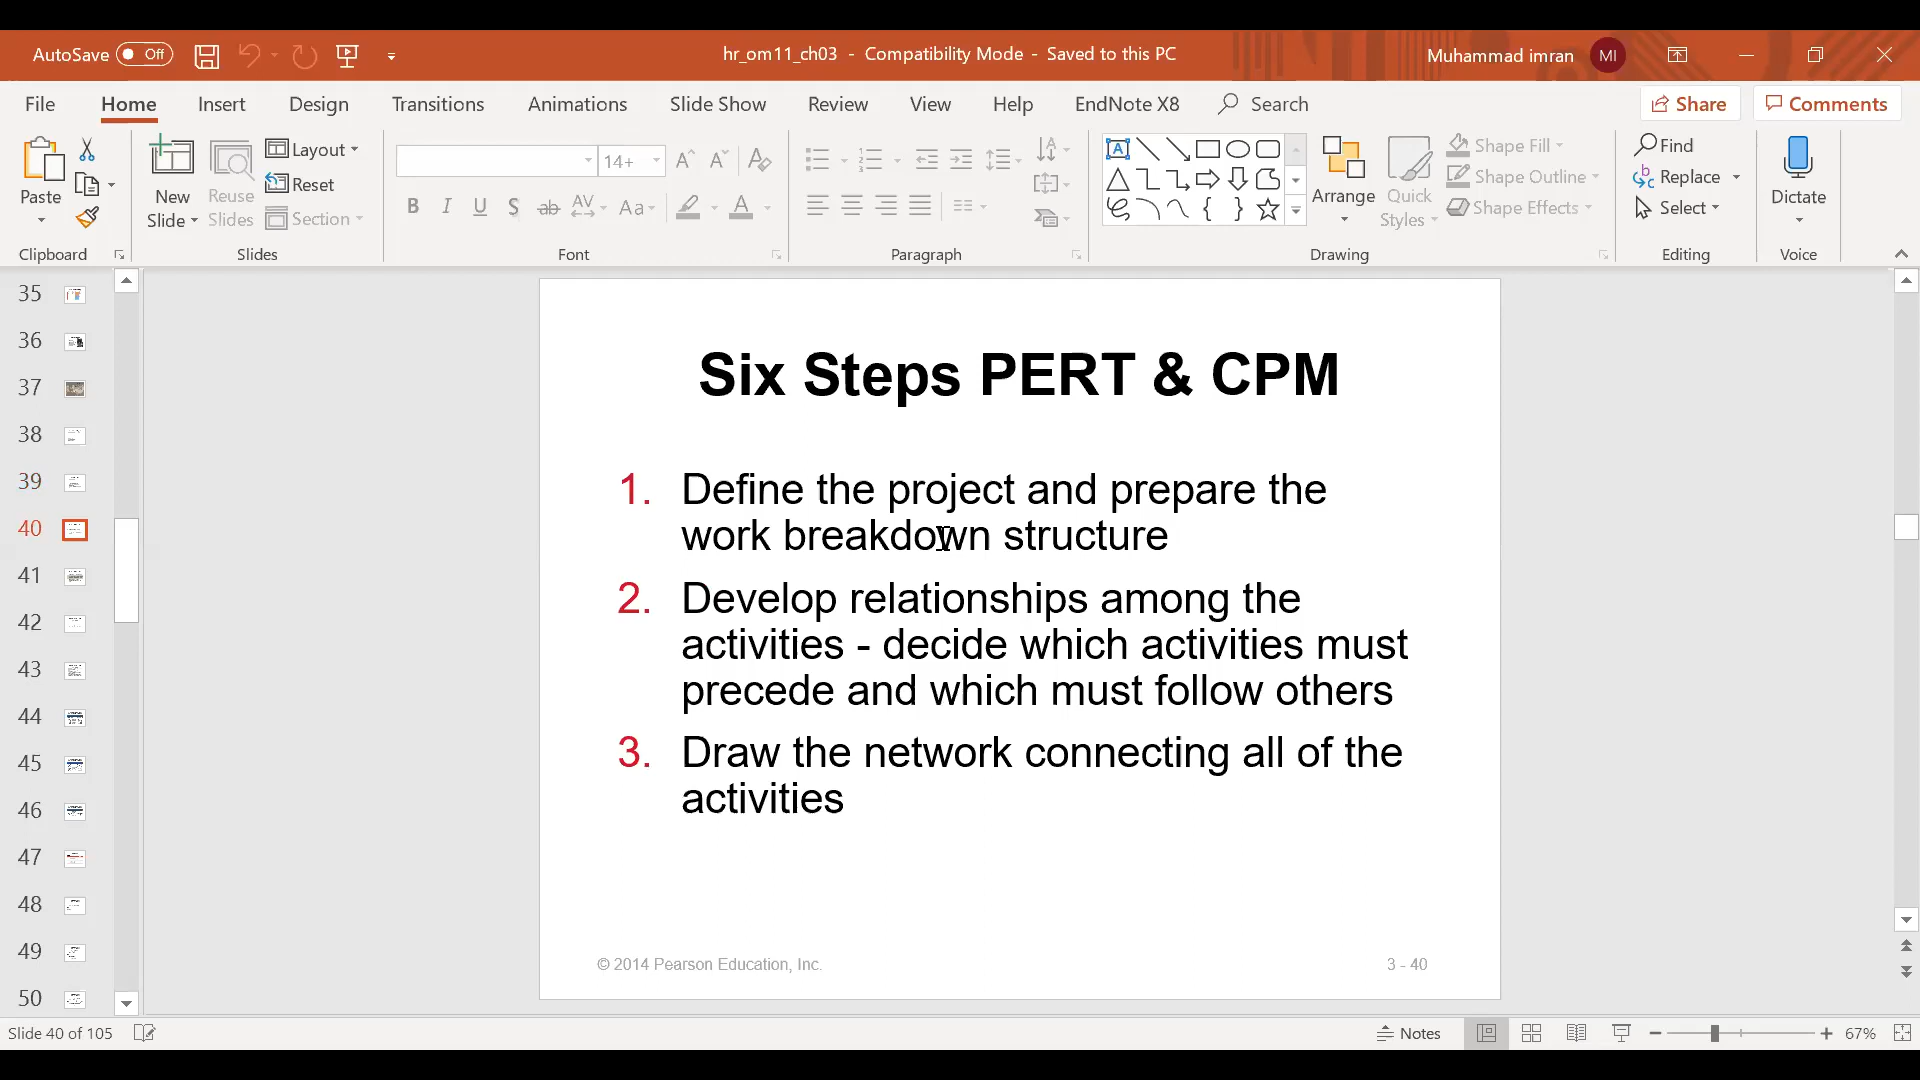 AutoSave Off
hr_om11_ch03 - Compatibility Mode - Saved to this PC
Muhammad imran MI
File Home Insert Design Transitions Animations Slide Show Review View Help EndNote X8 Search
Share Comments
Paste
Clipboard
New
Slide
Reuse
Slides
Layout
Reset
Section
Slides
14+
B I U S ab AV Aa A
Font
Paragraph
Arrange
Quick
Styles
Shape Fill
Shape Outline
Shape Effects
Drawing
Find
Replace
Select
Editing
Dictate
Voice
35
36
37
38
39
40
41
42
43
44
45
46
47
48
49
50
Six Steps PERT & CPM
1. Define the project and prepare the
work breakdown structure
2. Develop relationships among the
activities - decide which activities must
precede and which must follow others
3. Draw the network connecting all of the
activities
© 2014 Pearson Education, Inc.
3 - 40
Slide 40 of 105
Notes
67%